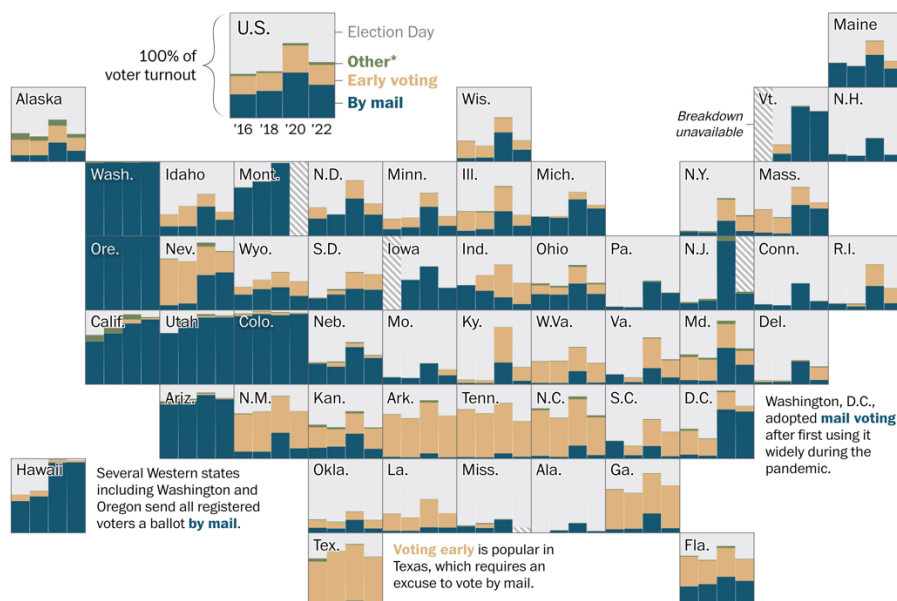 U.S.
100% of
voter turnout
Election Day
Other*
Early voting
By mail
'16 '18 '20 '22
Maine
Alaska
Wis.
Breakdown
unavailable
Vt.
N.H.
Wash.
Idaho
Mont.
N.D.
Minn.
Ill.
Mich.
N.Y.
Mass.
Ore.
Nev.
Wyo.
S.D.
Iowa
Ind.
Ohio
Pa.
N.J.
Conn.
R.I.
Calif.
Utah
Colo.
Neb.
Mo.
Ky.
W.Va.
Va.
Md.
Del.
Ariz.
N.M.
Kan.
Ark.
Tenn.
N.C.
S.C.
D.C.
Washington, D.C.,
adopted mail voting
after first using it
widely during the
pandemic.
Hawaii
Several Western states
including Washington and
Oregon send all registered
voters a ballot by mail.
Okla.
La.
Miss.
Ala.
Ga.
Tex.
Voting early is popular in
Texas, which requires an
excuse to vote by mail.
Fla.